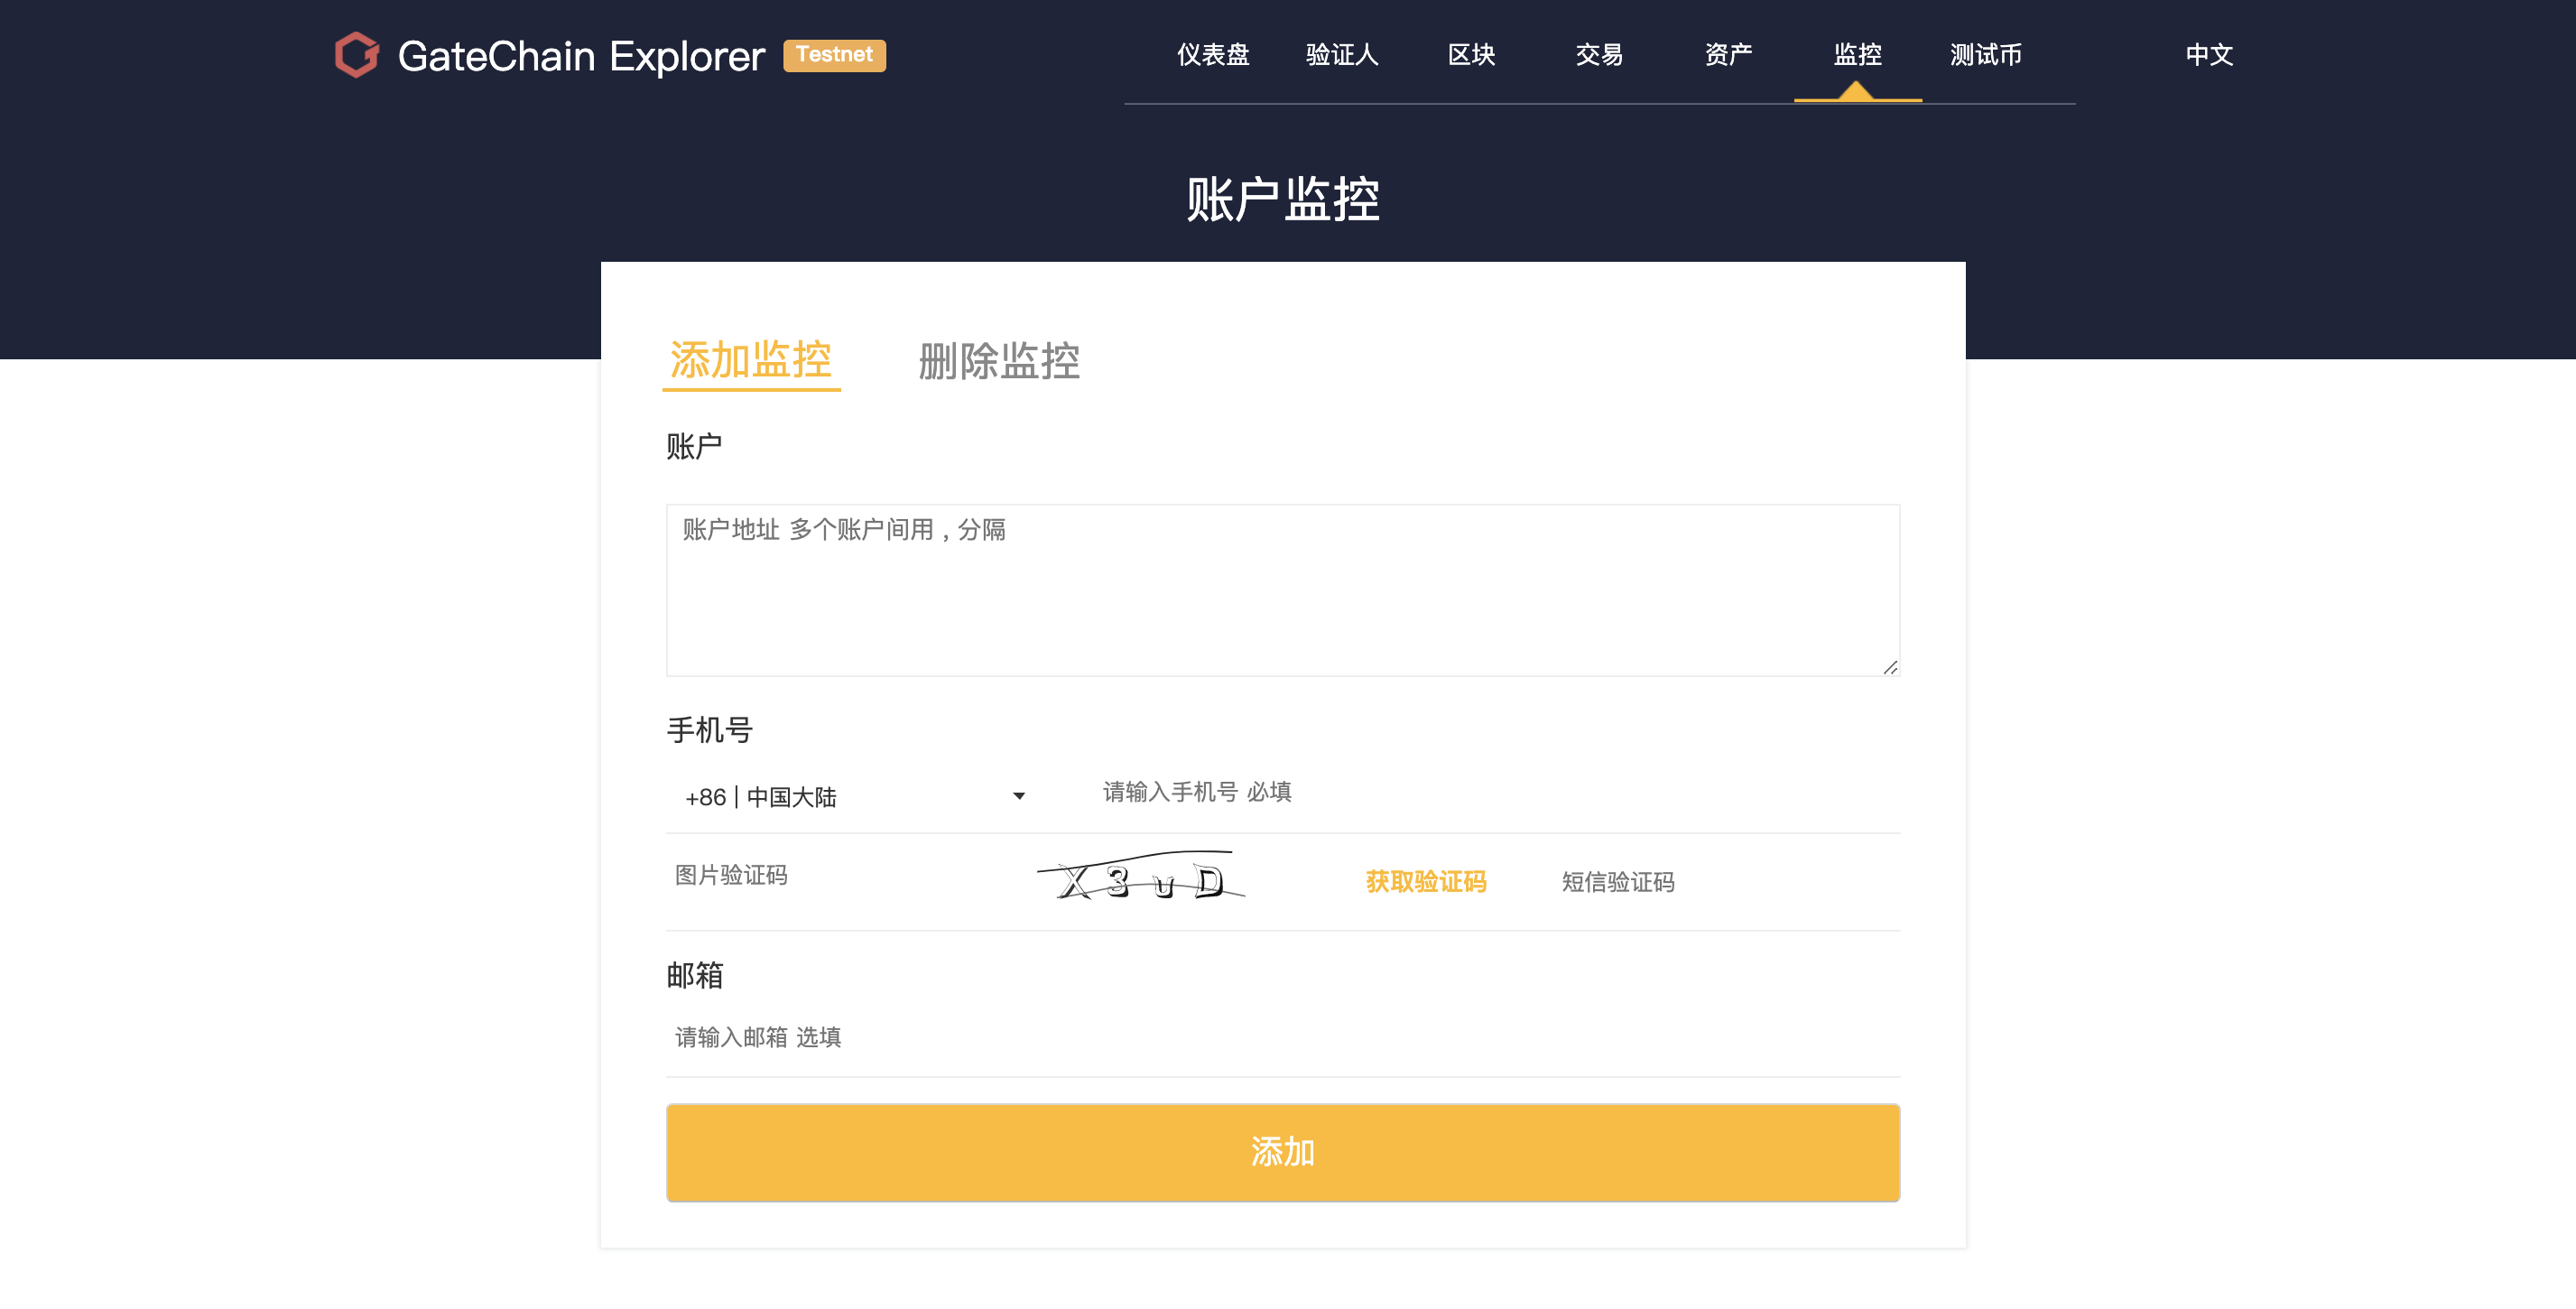 GateChain Explorer Testnet 仪表盘 验证人 区块 交易 资产 监控 测试币 中文
账户监控
添加监控 删除监控
账户
账户地址 多个账户间用 , 分隔
手机号
+86 | 中国大陆 请输入手机号 必填
图片验证码 X3uD 获取验证码 短信验证码
邮箱
请输入邮箱 选填
添加